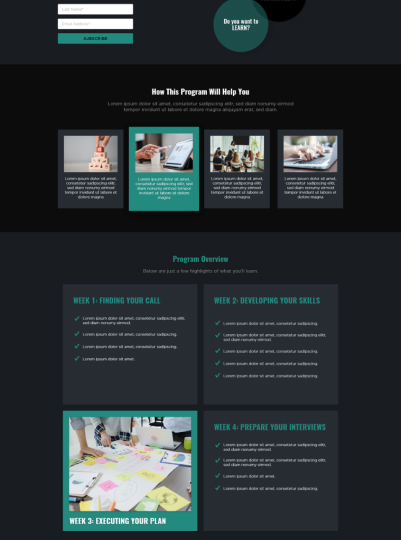 Last Name*
Email Address*
SUBSCRIBE
Do you want to
LEARN?
How This Program Will Help You
Lorem ipsum dolor sit amet, consetetur sadipscing elitr, sed diam nonumy eirmod
tempor invidunt ut labore et dolore magna aliquyam erat, sed diam.
Lorem ipsum dolor sit amet,
consetetur sadipscing elitr,
sed diam nonumy eirmod
tempor invidunt ut labore et
dolore magna
Lorem ipsum dolor sit amet,
consetetur sadipscing elitr,
sed diam nonumy eirmod tempor
invidunt ut labore et dolore
magna
Lorem ipsum dolor sit amet,
consetetur sadipscing elitr,
sed diam nonumy eirmod
tempor invidunt ut labore et
dolore magna
Lorem ipsum dolor sit amet,
consetetur sadipscing elitr,
sed diam nonumy eirmod
tempor invidunt ut labore et
dolore magna
Program Overview
Below are just a few highlights of what you'll learn.
WEEK 1: FINDING YOUR CALL
Lorem ipsum dolor sit amet, consetetur sadipscing elitr,
sed diam nonumy eirmod.
Lorem ipsum dolor sit amet, consetetur sadipscing.
Lorem ipsum dolor sit amet, consetetur sadipscing.
Lorem ipsum dolor sit amet.
WEEK 2: DEVELOPING YOUR SKILLS
Lorem ipsum dolor sit amet, consetetur sadipscing.
Lorem ipsum dolor sit amet, consetetur sadipscing elitr,
sed diam nonumy eirmod.
Lorem ipsum dolor sit amet, consetetur sadipscing.
Lorem ipsum dolor sit amet, consetetur sadipscing.
Lorem ipsum dolor sit amet, consetetur sadipscing.
WEEK 3: EXECUTING YOUR PLAN
WEEK 4: PREPARE YOUR INTERVIEWS
Lorem ipsum dolor sit amet, consetetur sadipscing.
Lorem ipsum dolor sit amet, consetetur sadipscing elitr,
sed diam nonumy eirmod.
Lorem ipsum dolor sit amet.
Lorem ipsum dolor sit amet, consetetur sadipscing.